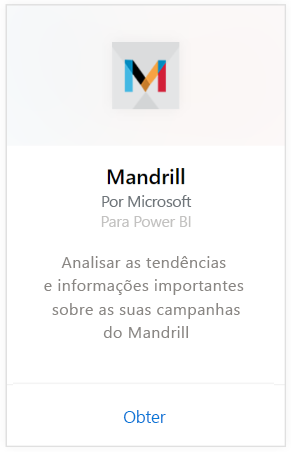 Mandrill
Por Microsoft
Para Power BI
Analisar as tendências
e informações importantes
sobre as suas campanhas
do Mandrill
Obter